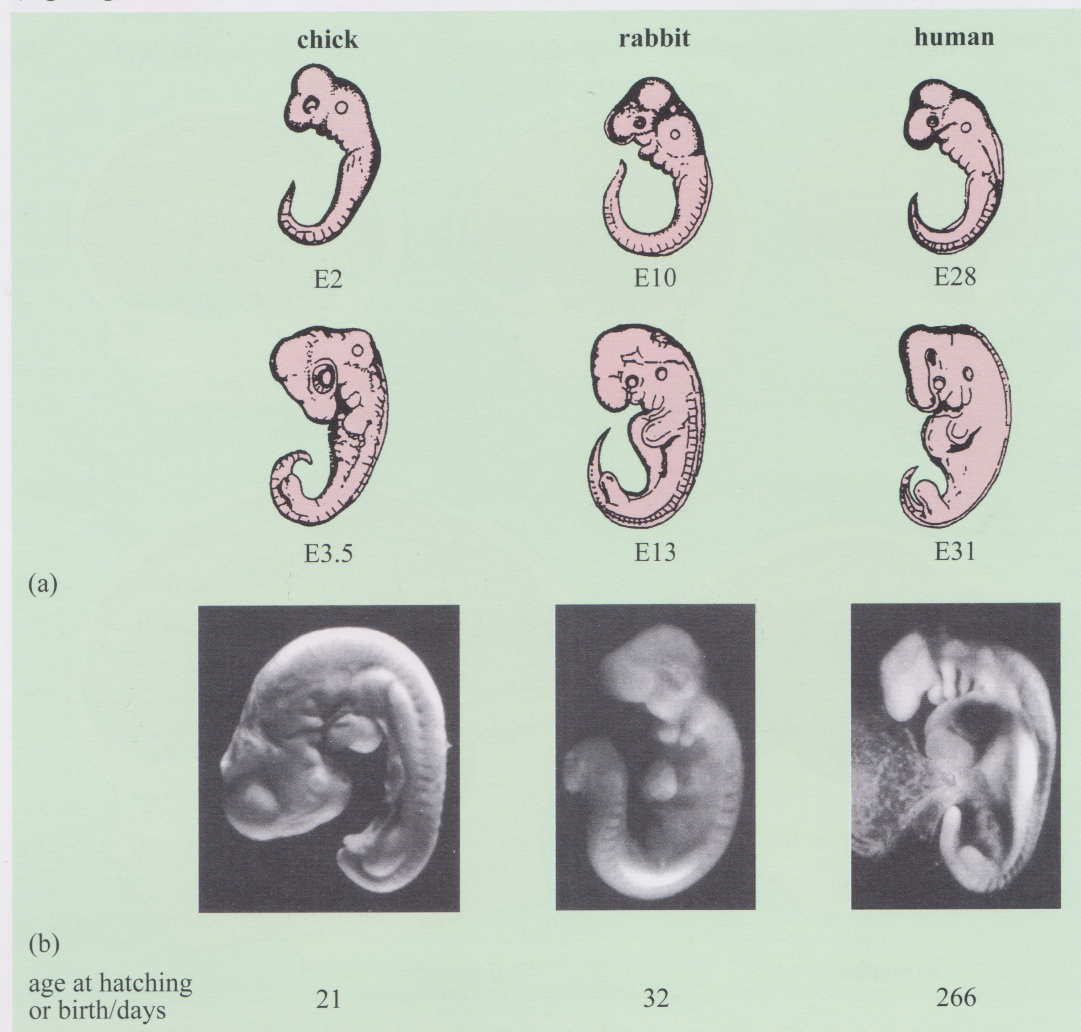 chick rabbit human
E2 E10 E28
E3.5 E13 E31
(a)
(b)
age at hatching
or birth/days 21 32 266